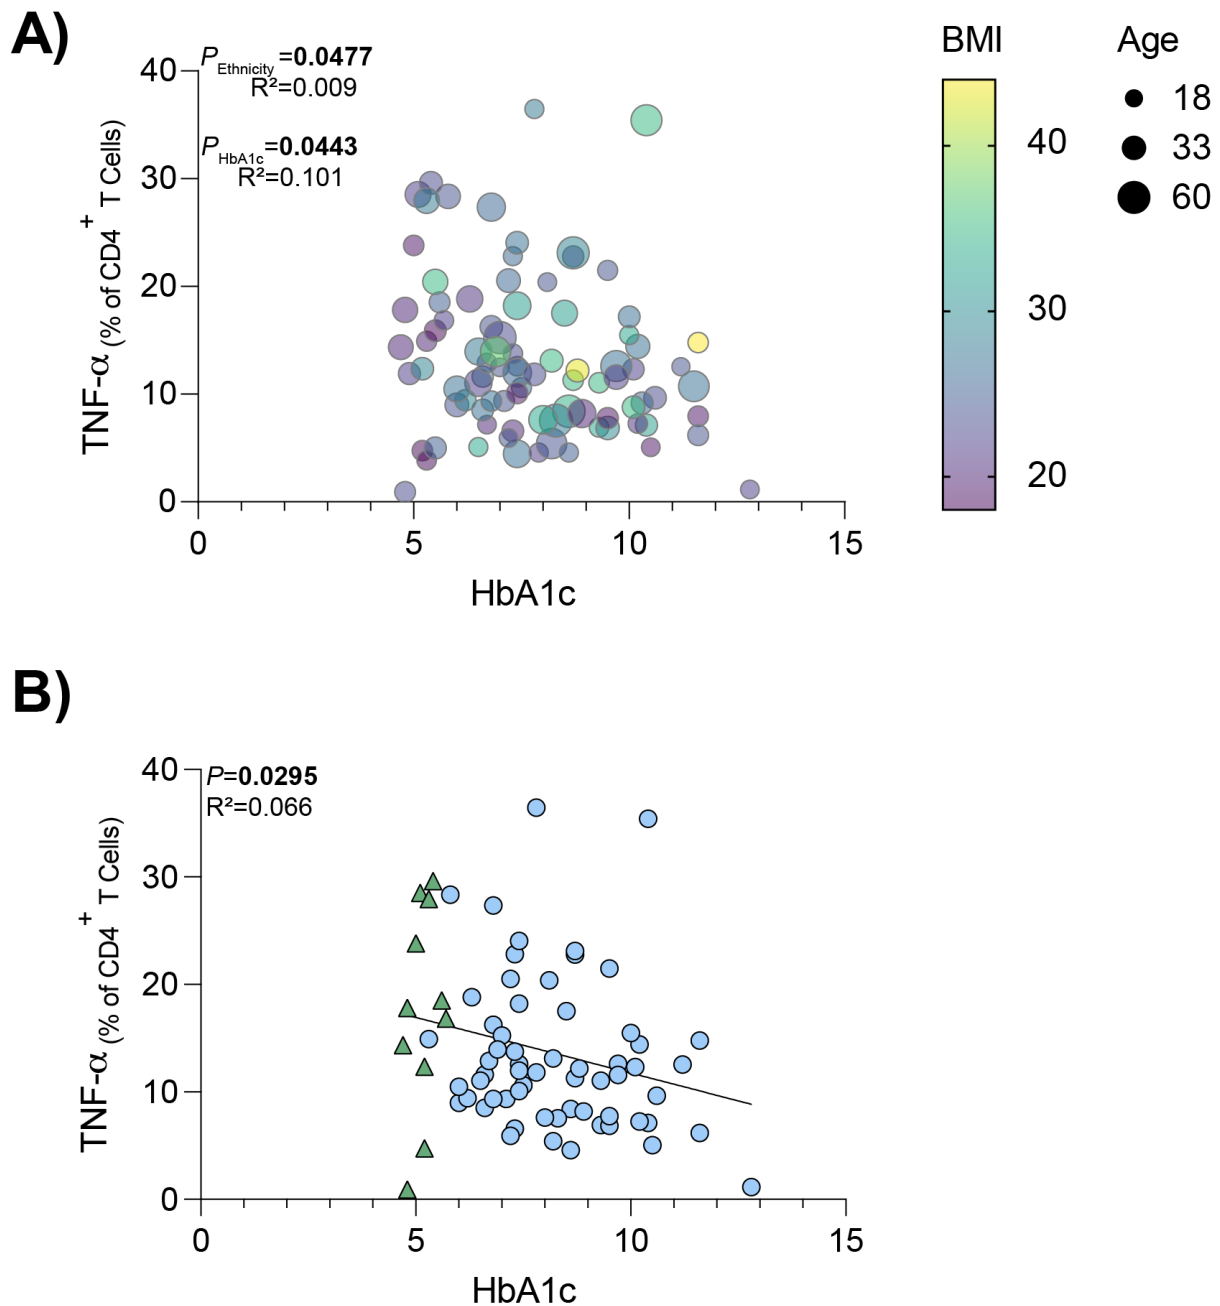 A)
P Ethnicity =0.0477
R²=0.009
P HbA1c =0.0443
R²=0.101
40
30
20
10
0
TNF-α (% of CD4+ T Cells)
0 5 10 15
HbA1c
BMI
40
30
20
Age
18
33
60
B)
P=0.0295
R²=0.066
40
30
20
10
0
TNF-α (% of CD4+ T Cells)
0 5 10 15
HbA1c